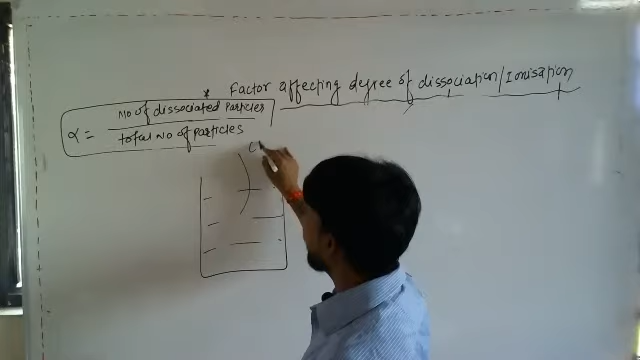 * Factor affecting degree of dissociation/Ionisation
α = No of dissociated Particles
total No of particles